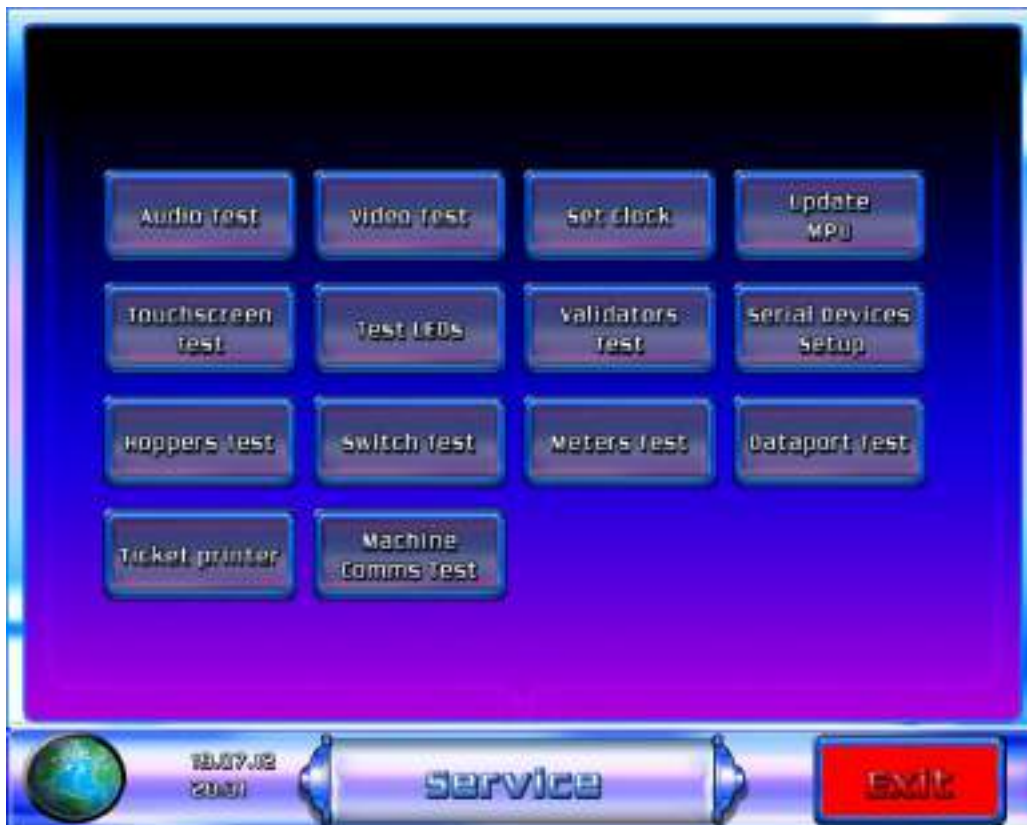 Audio Test
Video Test
Set Clock
Update
MPU
Touchscreen
Test
Test LEDs
Validators
Test
Serial Devices
Setup
Hoppers Test
Switch Test
Meters Test
Dataport Test
Ticket printer
Machine
Comms Test
Service
Exit